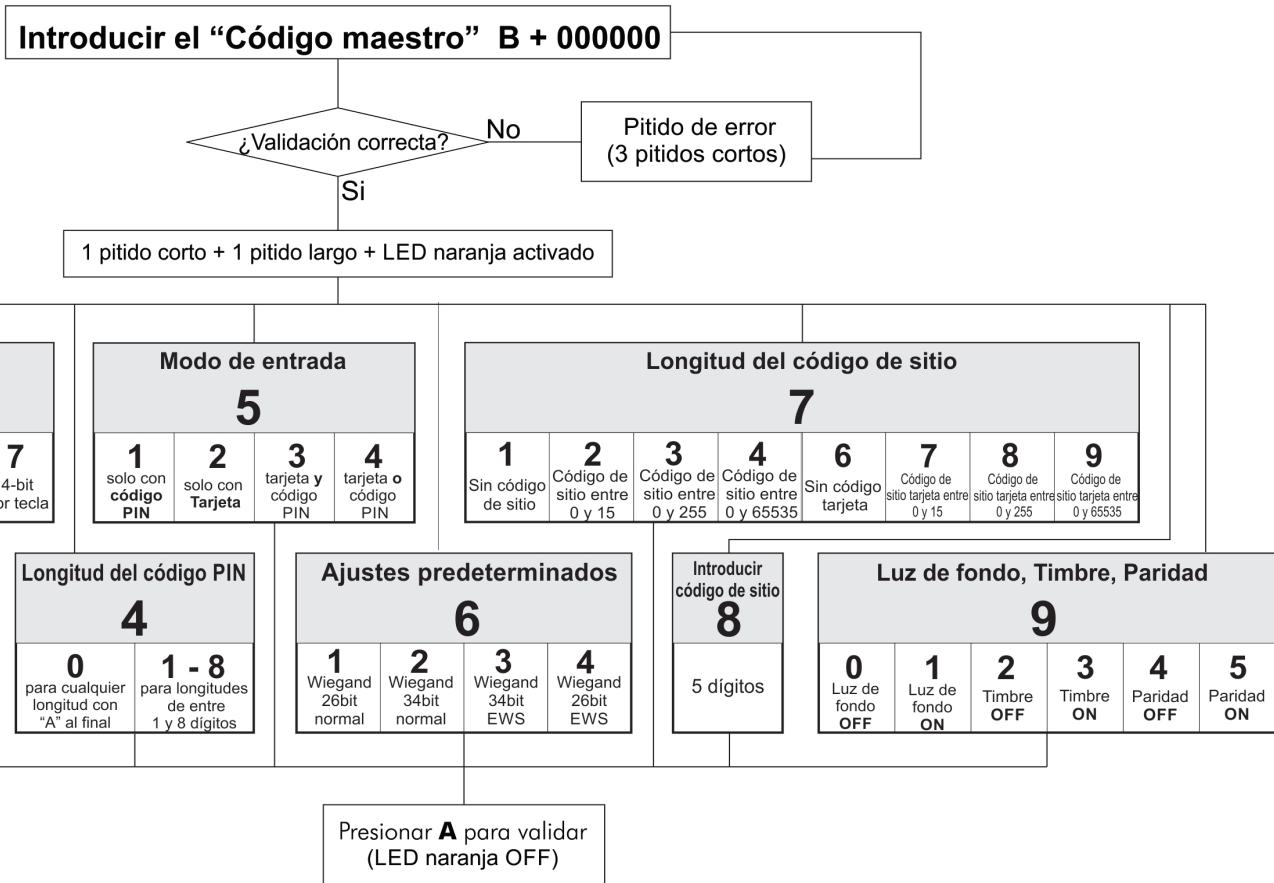 Introducir el “Código maestro” B + 000000
¿Validación correcta?
No
Pitido de error
(3 pitidos cortos)
Si
1 pitido corto + 1 pitido largo + LED naranja activado
7
4-bit
or tecla
Modo de entrada
5
1
solo con
código
PIN
2
solo con
Tarjeta
3
tarjeta y
código
PIN
4
tarjeta o
código
PIN
Longitud del código de sitio
7
1
Sin código
de sitio
2
Código de
sitio entre
0 y 15
3
Código de
sitio entre
0 y 255
4
Código de
sitio entre
0 y 65535
6
Sin código
tarjeta
7
Código de
sitio tarjeta entre
0 y 15
8
Código de
sitio tarjeta entre
0 y 255
9
Código de
sitio tarjeta entre
0 y 65535
Longitud del código PIN
4
0
para cualquier
longitud con
“A” al final
1 - 8
para longitudes
de entre
1 y 8 dígitos
Ajustes predeterminados
6
1
Wiegand
26bit
normal
2
Wiegand
34bit
normal
3
Wiegand
34bit
EWS
4
Wiegand
26bit
EWS
Introducir
código de sitio
8
5 dígitos
Luz de fondo, Timbre, Paridad
9
0
Luz de
fondo
OFF
1
Luz de
fondo
ON
2
Timbre
OFF
3
Timbre
ON
4
Paridad
OFF
5
Paridad
ON
Presionar A para validar
(LED naranja OFF)